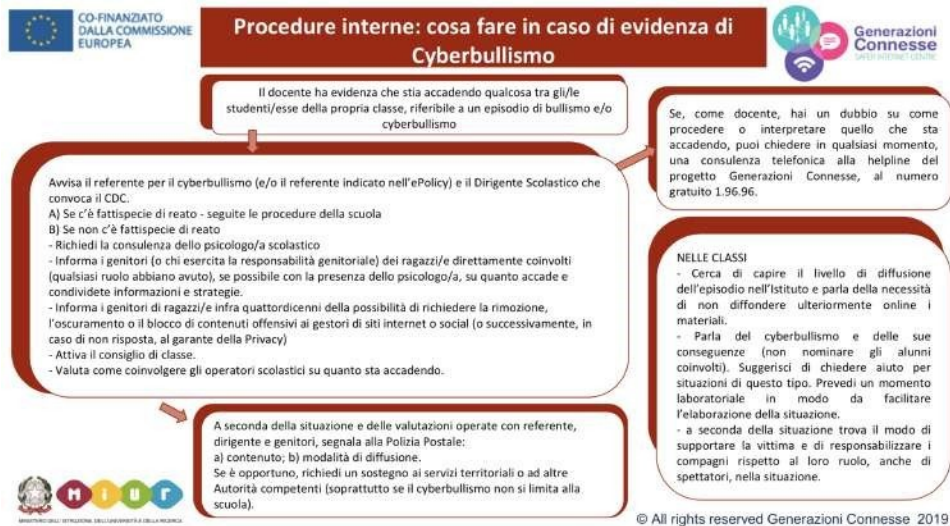 CO-FINANZIATO
DALLA COMMISSIONE
EUROPEA
Procedure interne: cosa fare in caso di evidenza di
Cyberbullismo
Generazioni
Connesse
SAFER INTERNET CENTRE
Il docente ha evidenza che stia accadendo qualcosa tra gli/le
studenti/esse della propria classe, riferibile a un episodio di bullismo e/o
cyberbullismo
Se, come docente, hai un dubbio su come
procedere o interpretare quello che sta
accadendo, puoi chiedere in qualsiasi momento,
una consulenza telefonica alla helpline del
progetto Generazioni Connesse, al numero
gratuito 1.96.96.
Avvisa il referente per il cyberbullismo (e/o il referente indicato nell'ePolicy) e il Dirigente Scolastico che
convoca il CDC.
A) Se c'è fattispecie di reato - seguite le procedure della scuola
B) Se non c'è fattispecie di reato
- Richiedi la consulenza dello psicologo/a scolastico
- Informa i genitori (o chi esercita la responsabilità genitoriale) dei ragazzi/e direttamente coinvolti
(qualsiasi ruolo abbiano avuto), se possibile con la presenza dello psicologo/a, su quanto accade e
condividete informazioni e strategie.
- Informa i genitori di ragazzi/e infra quattordicenni della possibilità di richiedere la rimozione,
l'oscuramento o il blocco di contenuti offensivi ai gestori di siti internet o social (o successivamente, in
caso di non risposta, al garante della Privacy)
- Attiva il consiglio di classe.
- Valuta come coinvolgere gli operatori scolastici su quanto sta accadendo.
NELLE CLASSI
- Cerca di capire il livello di diffusione
dell'episodio nell'Istituto e parla della necessità
di non diffondere ulteriormente online i
materiali.
- Parla del cyberbullismo e delle sue
conseguenze (non nominare gli alunni
coinvolti). Suggerisci di chiedere aiuto per
situazioni di questo tipo. Prevedi un momento
laboratoriale in modo da facilitare
l'elaborazione della situazione.
- a seconda della situazione trova il modo di
supportare la vittima e di responsabilizzare i
compagni rispetto al loro ruolo, anche di
spettatori, nella situazione.
A seconda della situazione e delle valutazioni operate con referente,
dirigente e genitori, segnala alla Polizia Postale:
a) contenuto; b) modalità di diffusione.
Se è opportuno, richiedi un sostegno ai servizi territoriali o ad altre
Autorità competenti (soprattutto se il cyberbullismo non si limita alla
scuola).
MIUR
MINISTERO DELL'ISTRUZIONE, DELL'UNIVERSITÀ E DELLA RICERCA
© All rights reserved Generazioni Connesse 2019